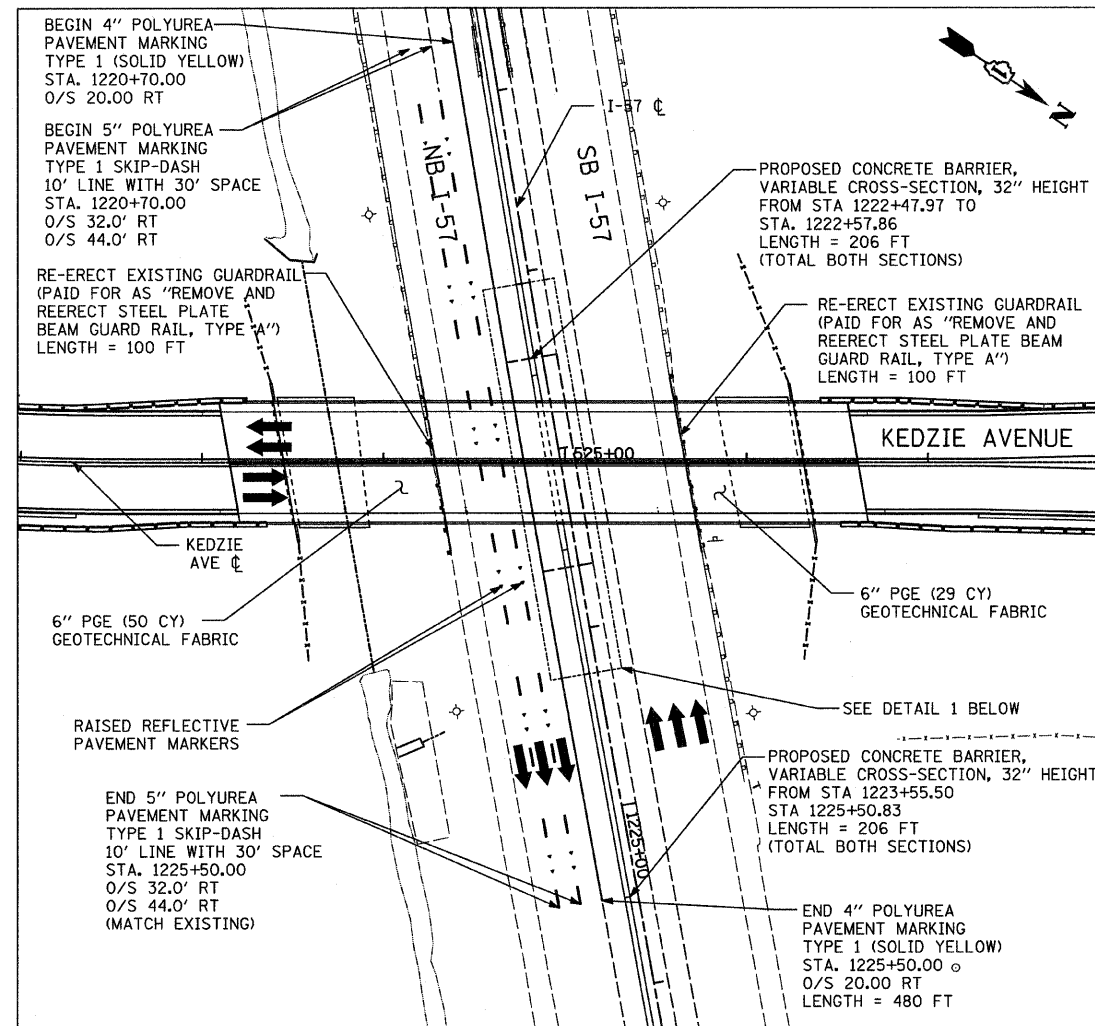 BEGIN 4" POLYUREA
PAVEMENT MARKING
TYPE 1 (SOLID YELLOW)
STA. 1220+70.00
O/S 20.00 RT
BEGIN 5" POLYUREA
PAVEMENT MARKING
TYPE 1 SKIP-DASH
10' LINE WITH 30' SPACE
STA. 1220+70.00
O/S 32.0' RT
O/S 44.0' RT
RE-ERECT EXISTING GUARDRAIL
(PAID FOR AS "REMOVE AND
REERECT STEEL PLATE
BEAM GUARD RAIL, TYPE "A")
LENGTH = 100 FT
NB I-57
I-57 ℄
SB I-57
N
PROPOSED CONCRETE BARRIER,
VARIABLE CROSS-SECTION, 32" HEIGHT
FROM STA 1222+47.97 TO
STA. 1222+57.86
LENGTH = 206 FT
(TOTAL BOTH SECTIONS)
RE-ERECT EXISTING GUARDRAIL
(PAID FOR AS "REMOVE AND
REERECT STEEL PLATE BEAM
GUARD RAIL, TYPE A")
LENGTH = 100 FT
KEDZIE AVENUE
525+00
KEDZIE
AVE ℄
6" PGE (50 CY)
GEOTECHNICAL FABRIC
6" PGE (29 CY)
GEOTECHNICAL FABRIC
RAISED REFLECTIVE
PAVEMENT MARKERS
SEE DETAIL 1 BELOW
END 5" POLYUREA
PAVEMENT MARKING
TYPE 1 SKIP-DASH
10' LINE WITH 30' SPACE
STA. 1225+50.00
O/S 32.0' RT
O/S 44.0' RT
(MATCH EXISTING)
1225+00
PROPOSED CONCRETE BARRIER,
VARIABLE CROSS-SECTION, 32" HEIGHT
FROM STA 1223+55.50
STA 1225+50.83
LENGTH = 206 FT
(TOTAL BOTH SECTIONS)
END 4" POLYUREA
PAVEMENT MARKING
TYPE 1 (SOLID YELLOW)
STA. 1225+50.00
O/S 20.00 RT
LENGTH = 480 FT